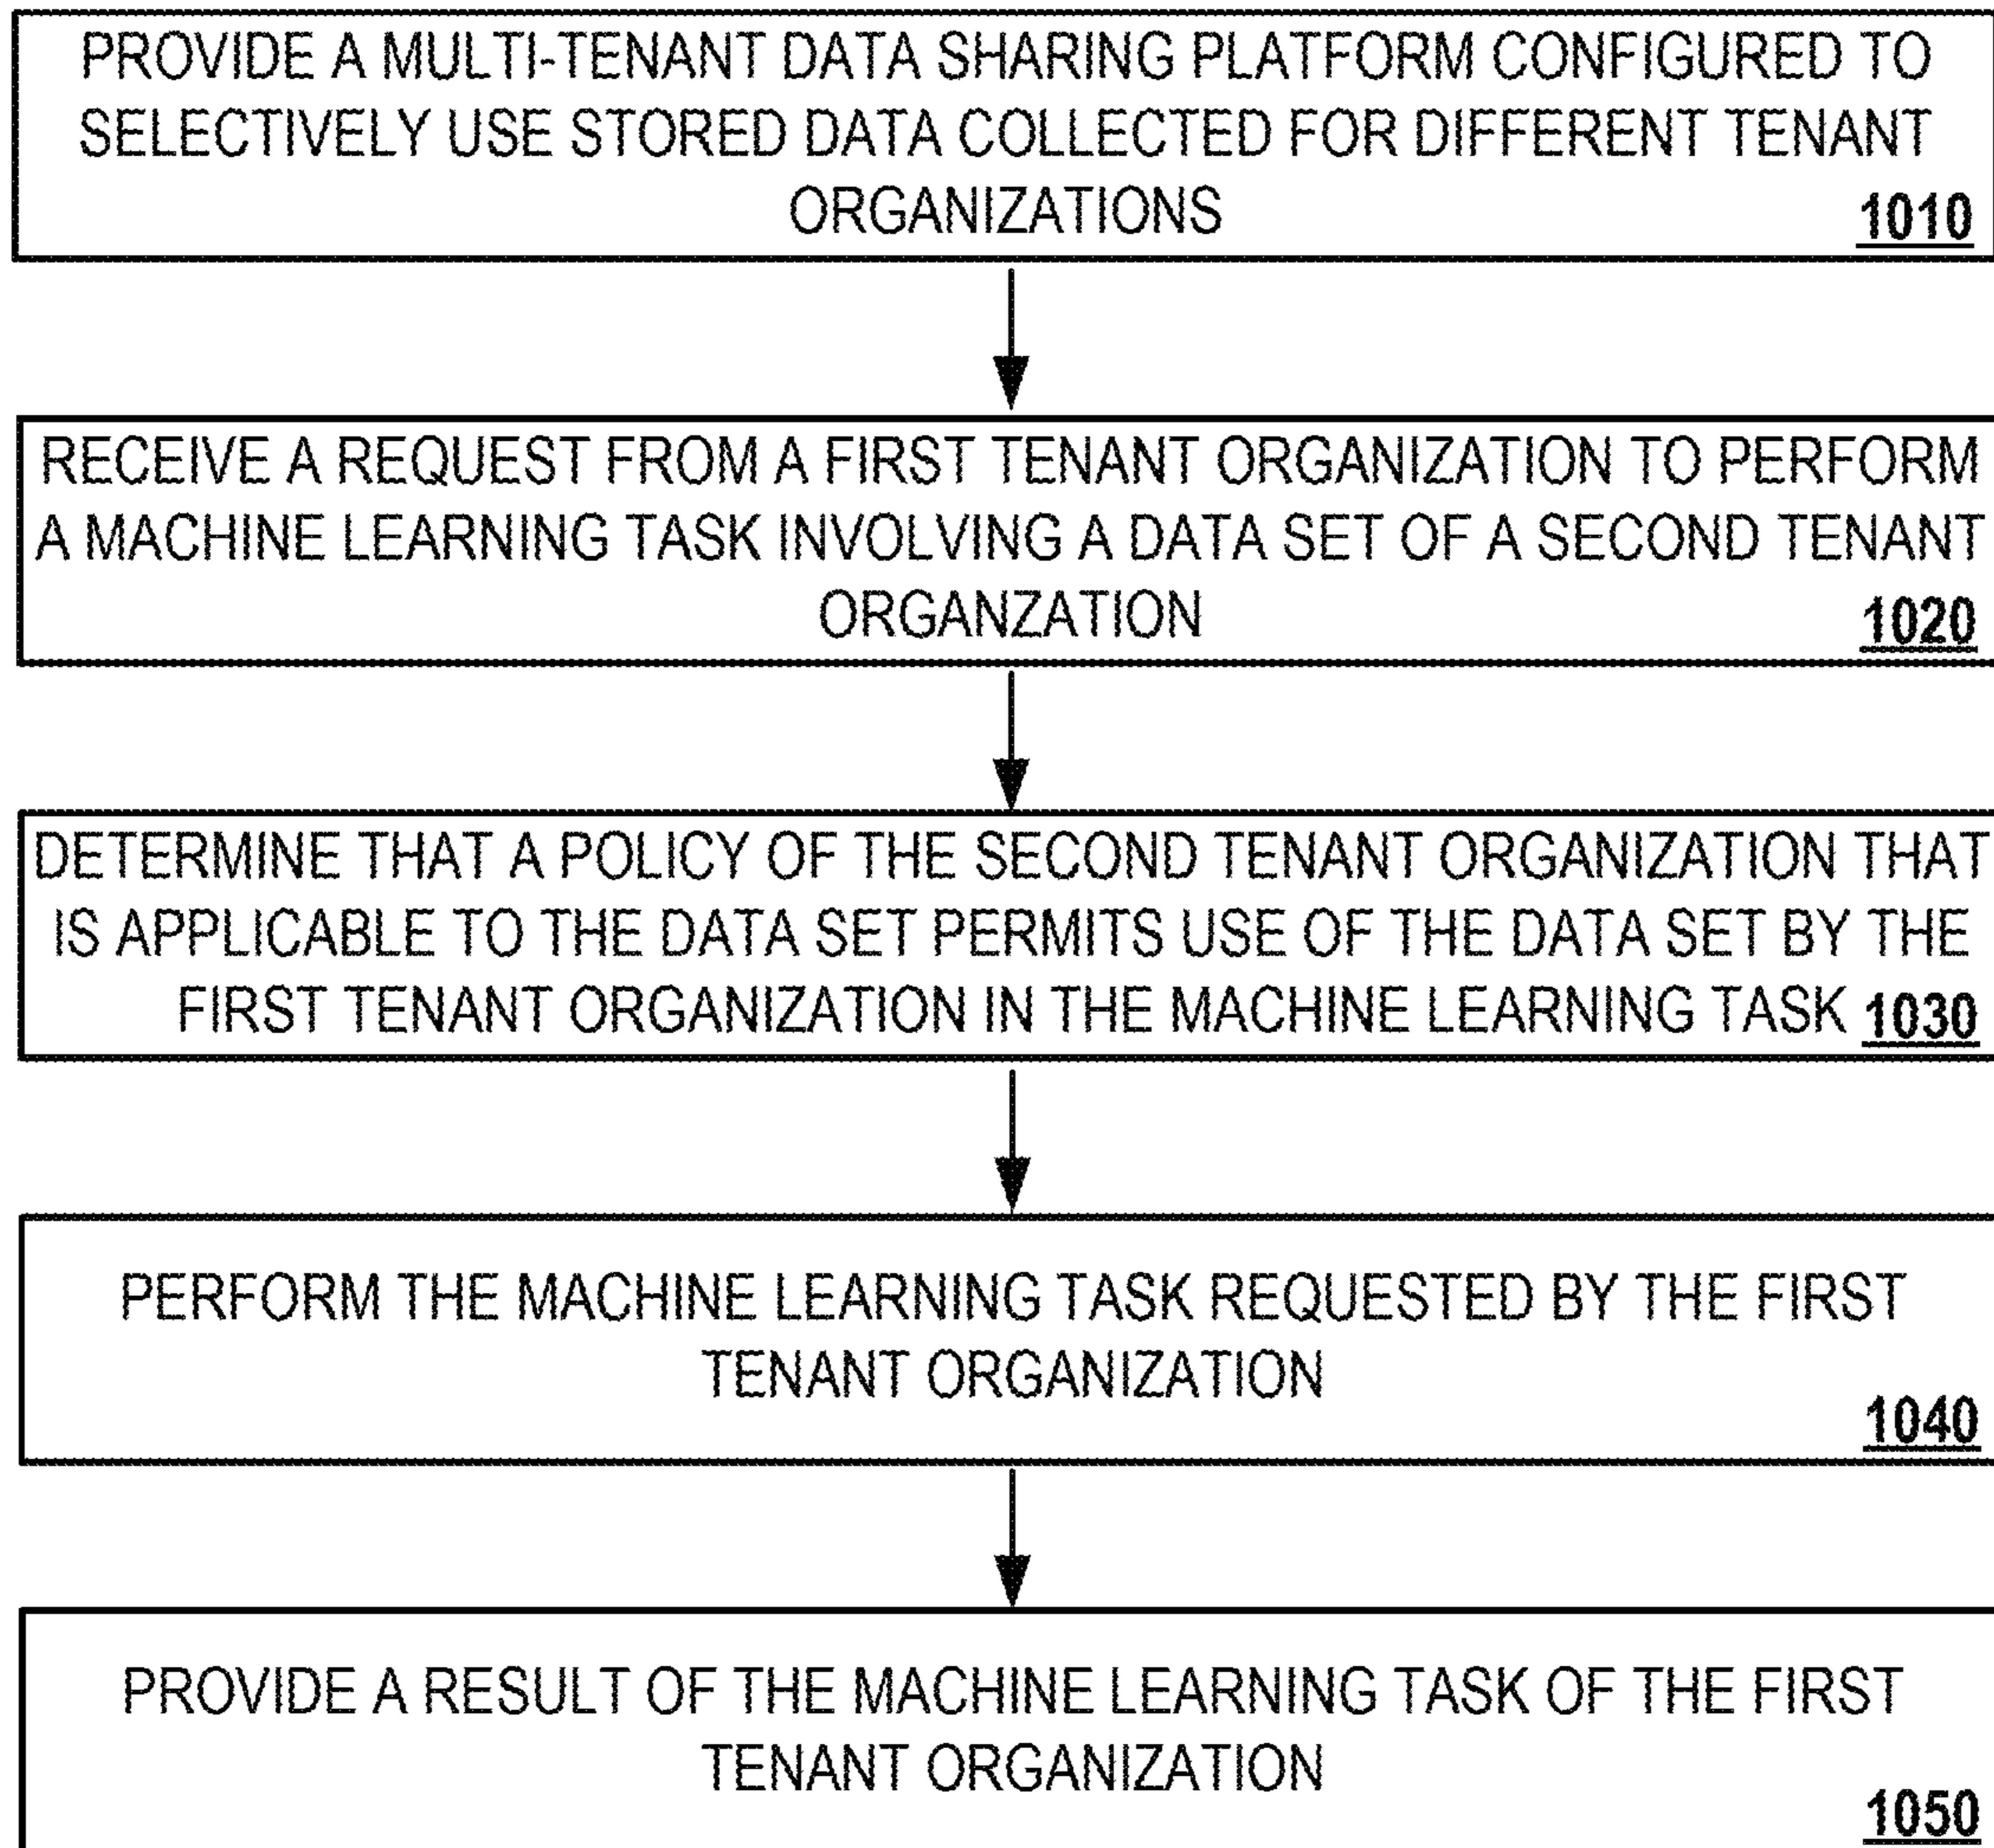 PROVIDE A MULTI-TENANT DATA SHARING PLATFORM CONFIGURED TO
SELECTIVELY USE STORED DATA COLLECTED FOR DIFFERENT TENANT
ORGANIZATIONS
1010
RECEIVE A REQUEST FROM A FIRST TENANT ORGANIZATION TO PERFORM
A MACHINE LEARNING TASK INVOLVING A DATA SET OF A SECOND TENANT
ORGANZATION
1020
DETERMINE THAT A POLICY OF THE SECOND TENANT ORGANIZATION THAT
IS APPLICABLE TO THE DATA SET PERMITS USE OF THE DATA SET BY THE
FIRST TENANT ORGANIZATION IN THE MACHINE LEARNING TASK 1030
PERFORM THE MACHINE LEARNING TASK REQUESTED BY THE FIRST
TENANT ORGANIZATION
1040
PROVIDE A RESULT OF THE MACHINE LEARNING TASK OF THE FIRST
TENANT ORGANIZATION
1050